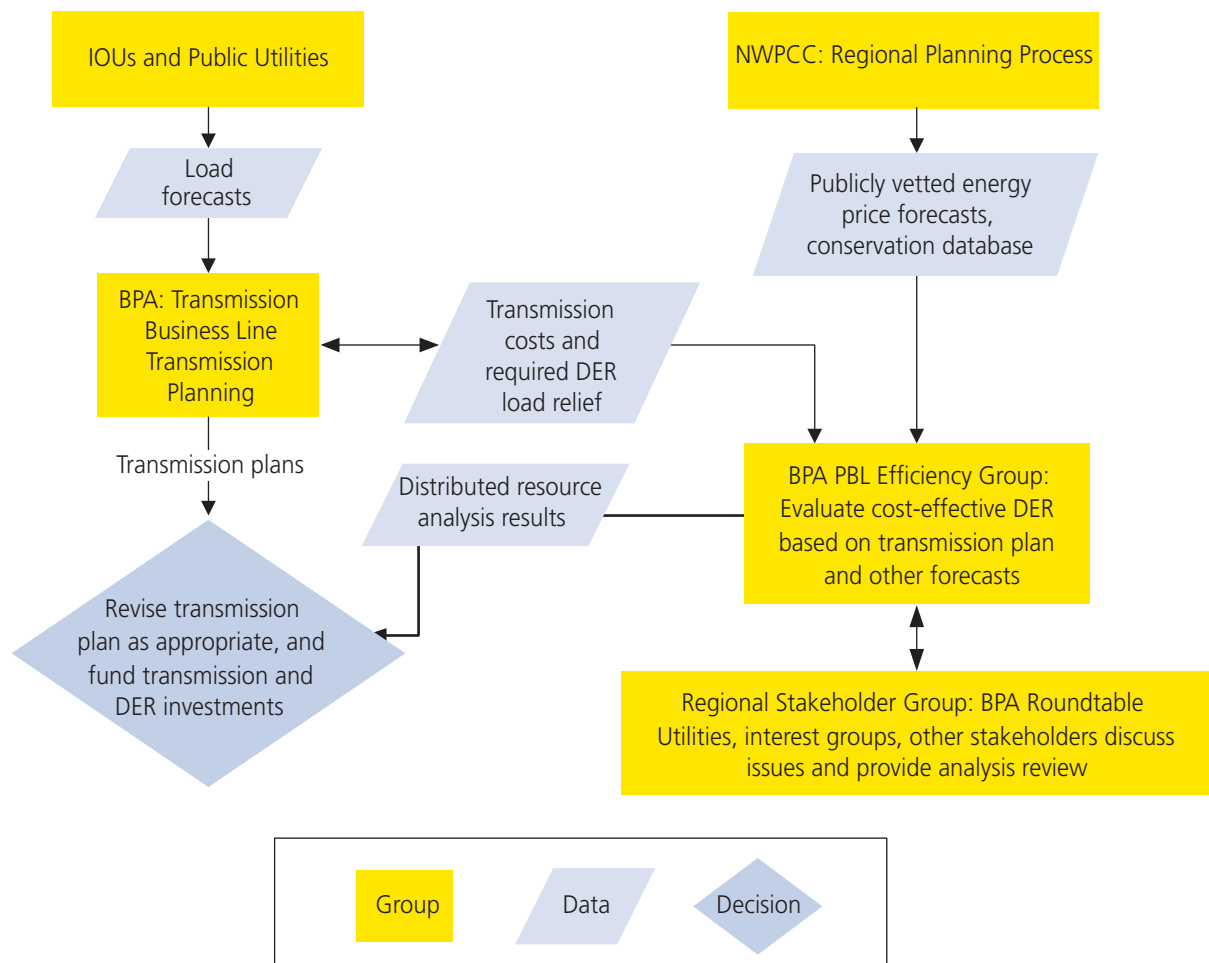 IOUs and Public Utilities
NWPCC: Regional Planning Process
Load
forecasts
Publicly vetted energy
price forecasts,
conservation database
BPA: Transmission
Business Line
Transmission
Planning
Transmission
costs and
required DER
load relief
Transmission plans
Distributed resource
analysis results
BPA PBL Efficiency Group:
Evaluate cost-effective DER
based on transmission plan
and other forecasts
Revise transmission
plan as appropriate, and
fund transmission and
DER investments
Regional Stakeholder Group: BPA Roundtable
Utilities, interest groups, other stakeholders discuss
issues and provide analysis review
Group
Data
Decision